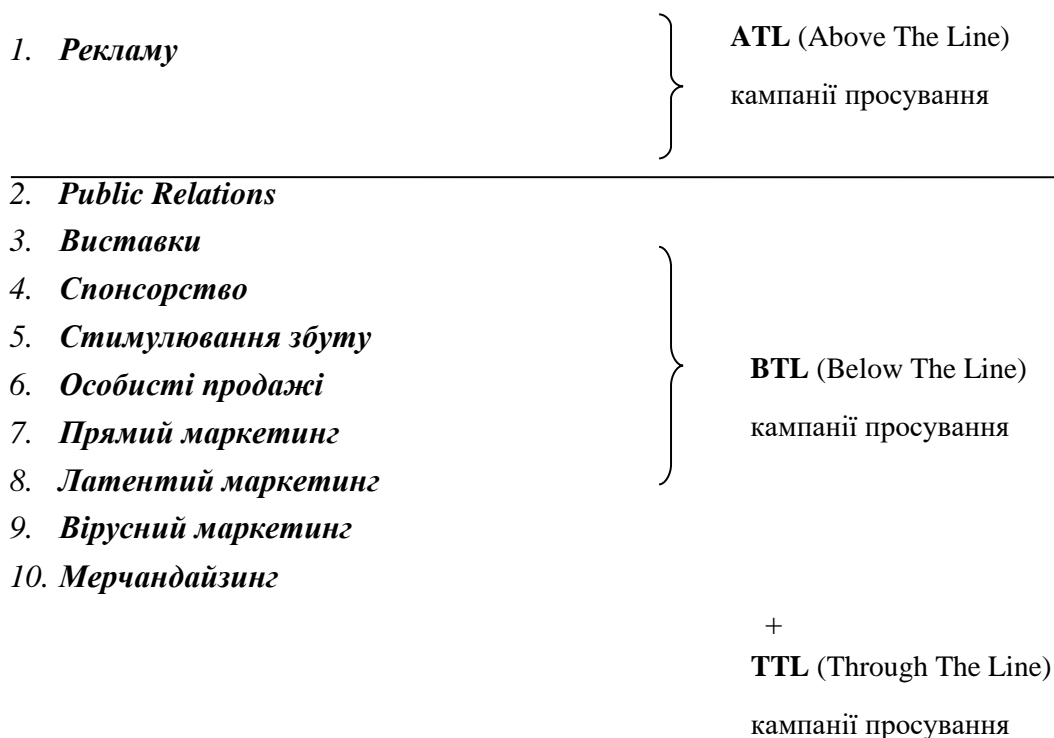 1. Рекламу
ATL (Above The Line)
кампанії просування
2. Public Relations
3. Виставки
4. Спонсорство
5. Стимулювання збуту
6. Особисті продажі
7. Прямий маркетинг
8. Латентий маркетинг
9. Вірусний маркетинг
10. Мерчандайзинг
BTL (Below The Line)
кампанії просування
+
TTL (Through The Line)
кампанії просування